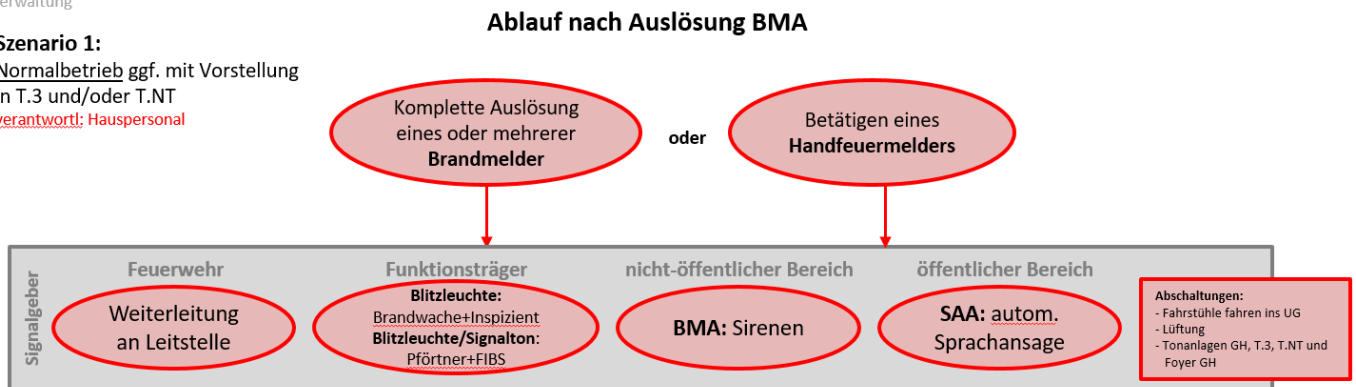 erwaltung
Ablauf nach Auslösung BMA
Szenario 1:
Normalbetrieb ggf. mit Vorstellung
in T.3 und/oder T.NT
verantwortl: Hauspersonal
Komplette Auslösung
eines oder mehrerer
Brandmelder
oder
Betätigen eines
Handfeuermelders
Signalgeber
Feuerwehr
Weiterleitung
an Leitstelle
Funktionsträger
Blitzleuchte:
Brandwache+Inspizient
Blitzleuchte/Signalton:
Pförtner+FIBS
nicht-öffentlicher Bereich
BMA: Sirenen
öffentlicher Bereich
SAA: autom.
Sprachansage
Abschaltungen:
- Fahrstühle fahren ins UG
- Lüftung
- Tonanlagen GH, T.3, T.NT und
Foyer GH